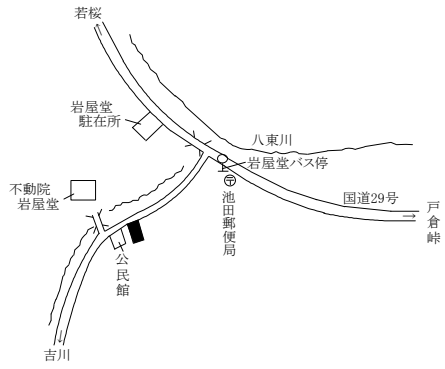 若桜
岩屋堂
駐在所
八東川
岩屋堂バス停
〒
池田郵便局
国道29号
戸倉峠
不動院
岩屋堂
公民館
吉川